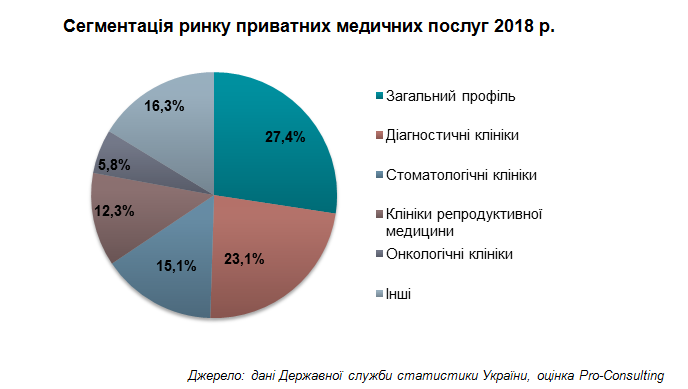 Сегментація ринку приватних медичних послуг 2018 р.
16,3%
27,4%
5,8%
12,3%
15,1%
23,1%
Загальний профіль
Діагностичні клініки
Стоматологічні клініки
Клініки репродуктивної
медицини
Онкологічні клініки
Інші
Джерело: дані Державної служби статистики України, оцінка Pro-Consulting